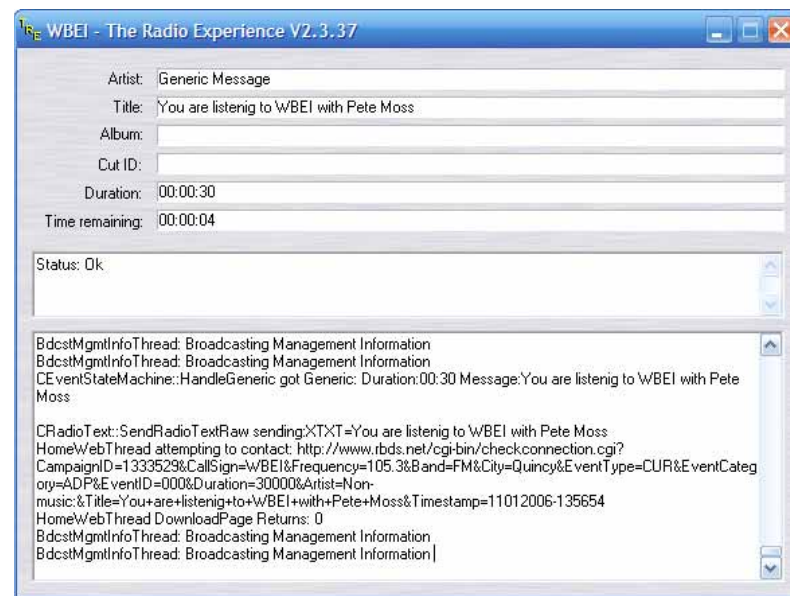 TRE WBEI - The Radio Experience V2.3.37
Artist: Generic Message
Title: You are listenig to WBEI with Pete Moss
Album:
Cut ID:
Duration: 00:00:30
Time remaining: 00:00:04
Status: Ok
BdcstMgmtInfoThread: Broadcasting Management Information
BdcstMgmtInfoThread: Broadcasting Management Information
CEventStateMachine::HandleGeneric got Generic: Duration:00:30 Message:You are listenig to WBEI with Pete
Moss
CRadioText::SendRadioTextRaw sending:XTXT=You are listenig to WBEI with Pete Moss
HomeWebThread attempting to contact: http://www.rbds.net/cgi-bin/checkconnection.cgi?
CampaignID=1333529&CallSign=WBEI&Frequency=105.3&Band=FM&City=Quincy&EventType=CUR&EventCateg
ory=ADP&EventID=000&Duration=30000&Artist=Non-
music:&Title=You+are+listenig+to+WBEI+with+Pete+Moss&Timestamp=11012006-135654
HomeWebThread DownloadPage Returns: 0
BdcstMgmtInfoThread: Broadcasting Management Information
BdcstMgmtInfoThread: Broadcasting Management Information